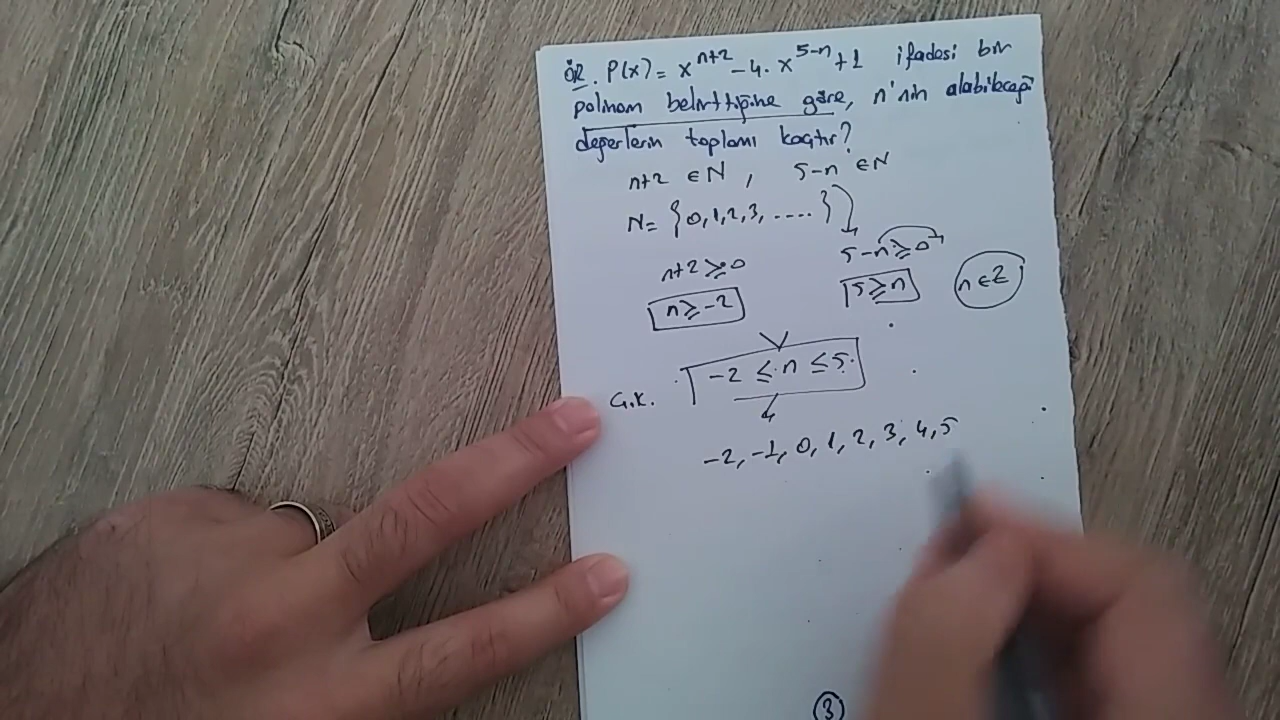 ÖR. P(x) = x^{n+2} - 4. x^{5-n} + 1 ifadesi bir
polinom belirttiğine göre, n'nin alabileceği
değerlerin toplamı kaçtır?
n+2 ∈ N , 5-n ∈ N
N = {0,1,2,3, .....}
n+2 ≥ 0 5-n ≥ 0
n ≥ -2 5 ≥ n n ∈ Z
-2 ≤ n ≤ 5
G.K.
-2, -1, 0, 1, 2, 3, 4, 5
3